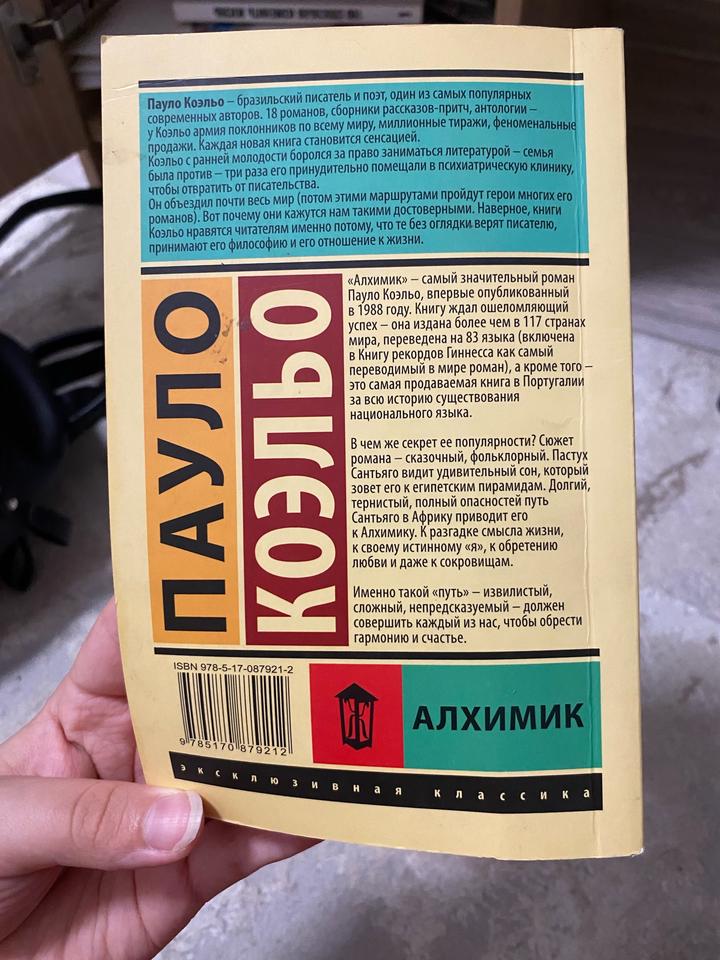 Пауло Коэльо – бразильский писатель и поэт, один из самых популярных
современных авторов. 18 романов, сборники рассказов-притч, антологии –
у Коэльо армия поклонников по всему миру, миллионные тиражи, феноменальные
продажи. Каждая новая книга становится сенсацией.
Коэльо с ранней молодости боролся за право заниматься литературой – семья
была против – три раза его принудительно помещали в психиатрическую клинику,
чтобы отвратить от писательства.
Он объездил почти весь мир (потом этими маршрутами пройдут герои многих его
романов). Вот почему они кажутся нам такими достоверными. Наверное, книги
Коэльо нравятся читателям именно потому, что те без оглядки верят писателю,
принимают его философию и его отношение к жизни.
ПАУЛО
КОЭЛЬО
«Алхимик» – самый значительный роман
Пауло Коэльо, впервые опубликованный
в 1988 году. Книгу ждал ошеломляющий
успех – она издана более чем в 117 странах
мира, переведена на 83 языка (включена
в Книгу рекордов Гиннесса как самый
переводимый в мире роман), а кроме того –
это самая продаваемая книга в Португалии
за всю историю существования
национального языка.
В чем же секрет ее популярности? Сюжет
романа – сказочный, фольклорный. Пастух
Сантьяго видит удивительный сон, который
зовет его к египетским пирамидам. Долгий,
тернистый, полный опасностей путь
Сантьяго в Африку приводит его
к Алхимику. К разгадке смысла жизни,
к своему истинному «я», к обретению
любви и даже к сокровищам.
Именно такой «путь» – извилистый,
сложный, непредсказуемый – должен
совершить каждый из нас, чтобы обрести
гармонию и счастье.
ISBN 978-5-17-087921-2
9 785170 879212
Ж
АЛХИМИК
эксклюзивная классика